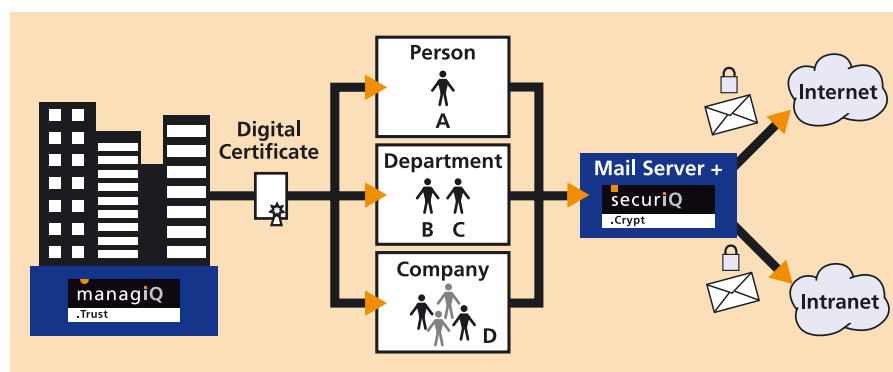 managiQ
.Trust
Digital
Certificate
Person
A
Department
B C
Company
D
Mail Server +
securiQ
.Crypt
Internet
Intranet